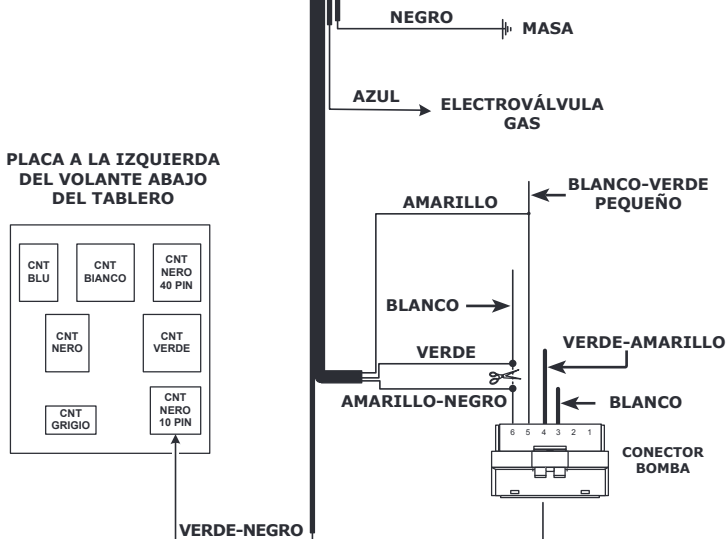 NEGRO
MASA
AZUL
ELECTROVÁLVULA
GAS
PLACA A LA IZQUIERDA
DEL VOLANTE ABAJO
DEL TABLERO
BLANCO-VERDE
PEQUEÑO
AMARILLO
CNT
BLU
CNT
BIANCO
CNT
NERO
40 PIN
BLANCO
CNT
NERO
CNT
VERDE
VERDE
VERDE-AMARILLO
AMARILLO-NEGRO
BLANCO
CNT
GRIGIO
CNT
NERO
10 PIN
6 5 4 3 2 1
CONECTOR
BOMBA
VERDE-NEGRO